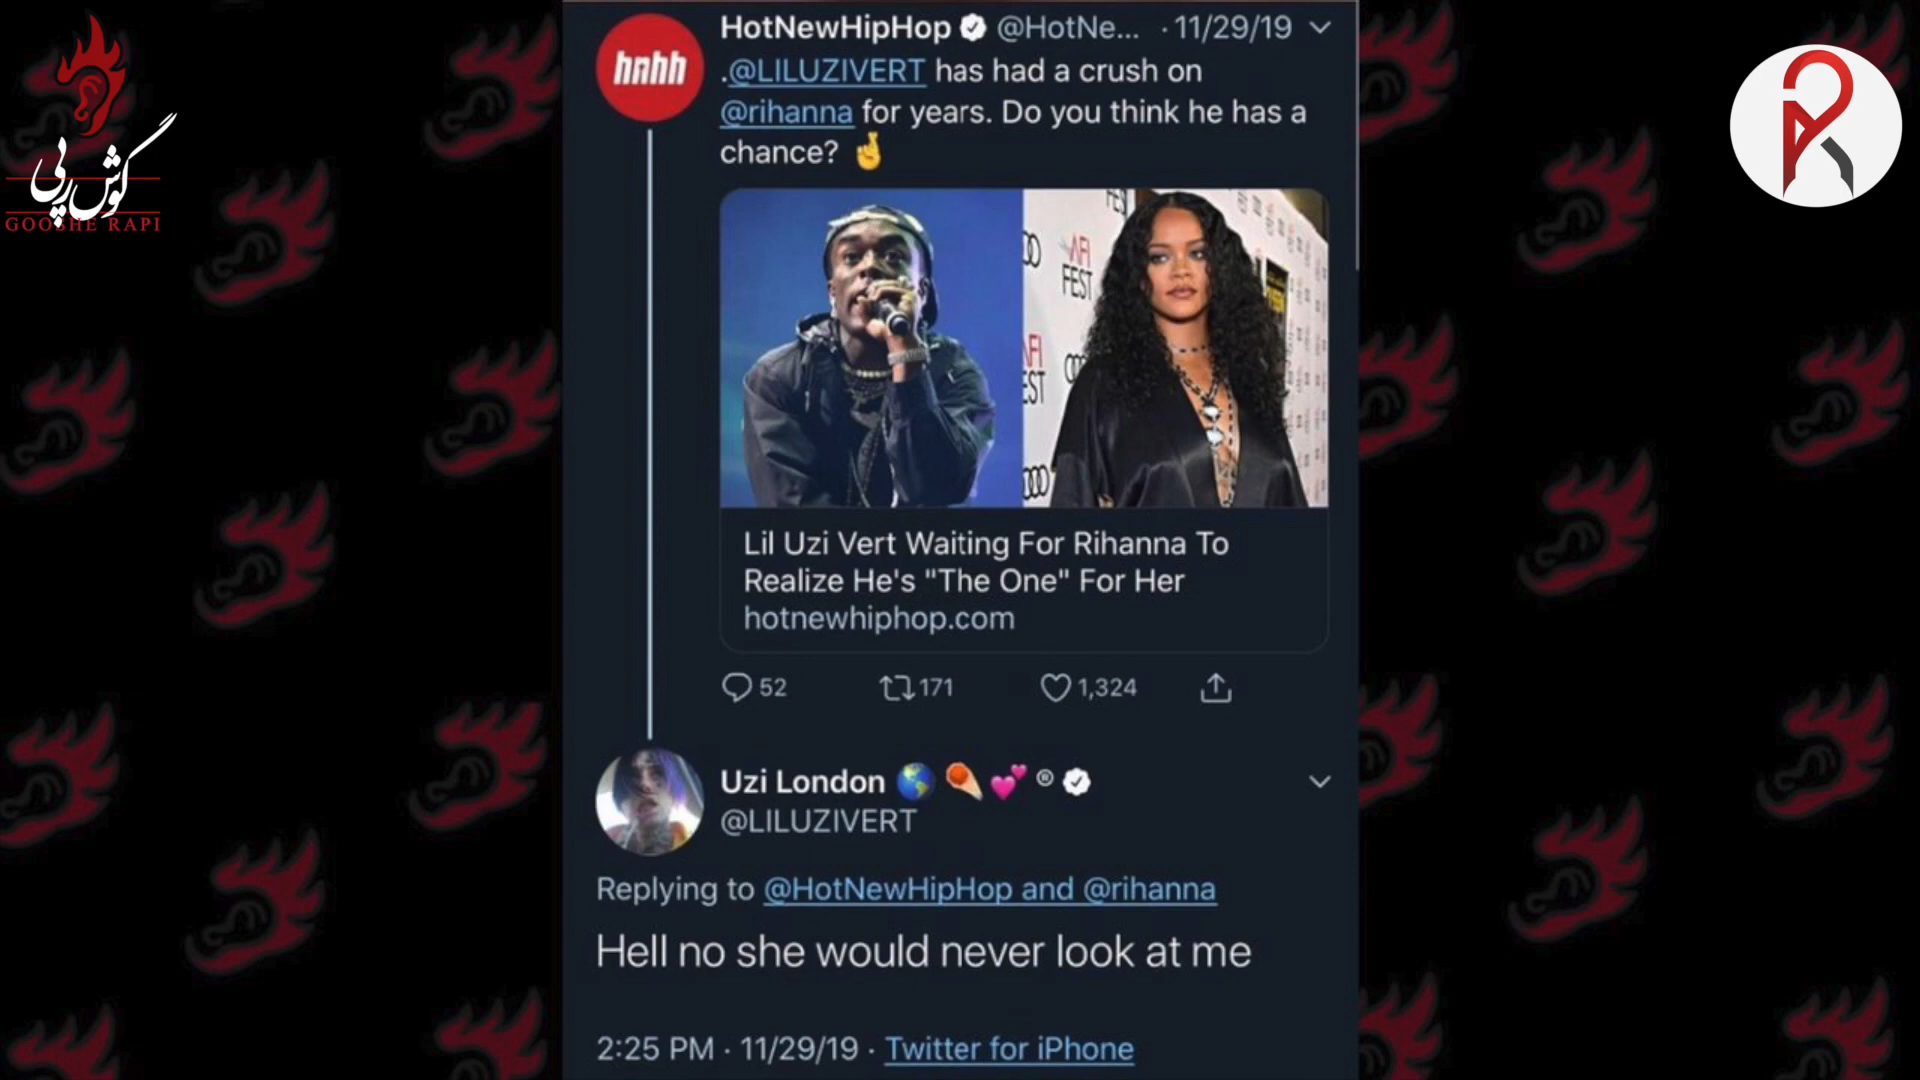 گوش رپی
GOOSHE RAPI
hnhh
HotNewHipHop @HotNe... · 11/29/19
.@LILUZIVERT has had a crush on
@rihanna for years. Do you think he has a
chance? 🤞
AFI
FEST
Lil Uzi Vert Waiting For Rihanna To
Realize He's "The One" For Her
hotnewhiphop.com
52 171 1,324
Uzi London 🌎 ☄️ 💕 ®
@LILUZIVERT
Replying to @HotNewHipHop and @rihanna
Hell no she would never look at me
2:25 PM · 11/29/19 · Twitter for iPhone